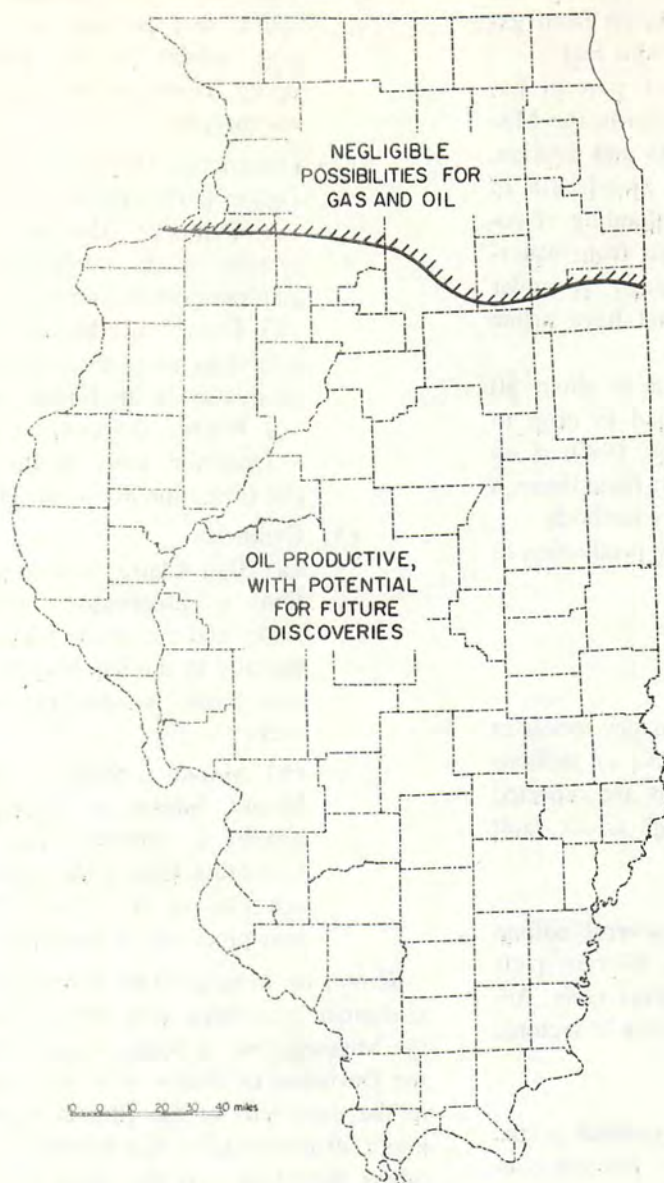 NEGLIGIBLE
POSSIBILITIES FOR
GAS AND OIL
OIL PRODUCTIVE,
WITH POTENTIAL
FOR FUTURE
DISCOVERIES
10 0 10 20 40 miles